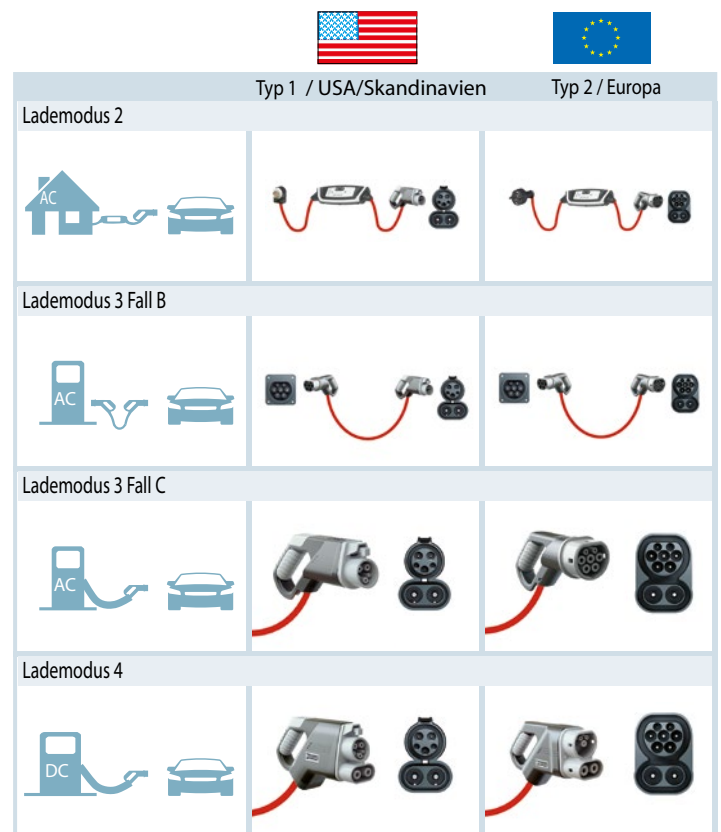 Typ 1 / USA/Skandinavien
Typ 2 / Europa
Lademodus 2
AC
Lademodus 3 Fall B
AC
Lademodus 3 Fall C
AC
Lademodus 4
DC